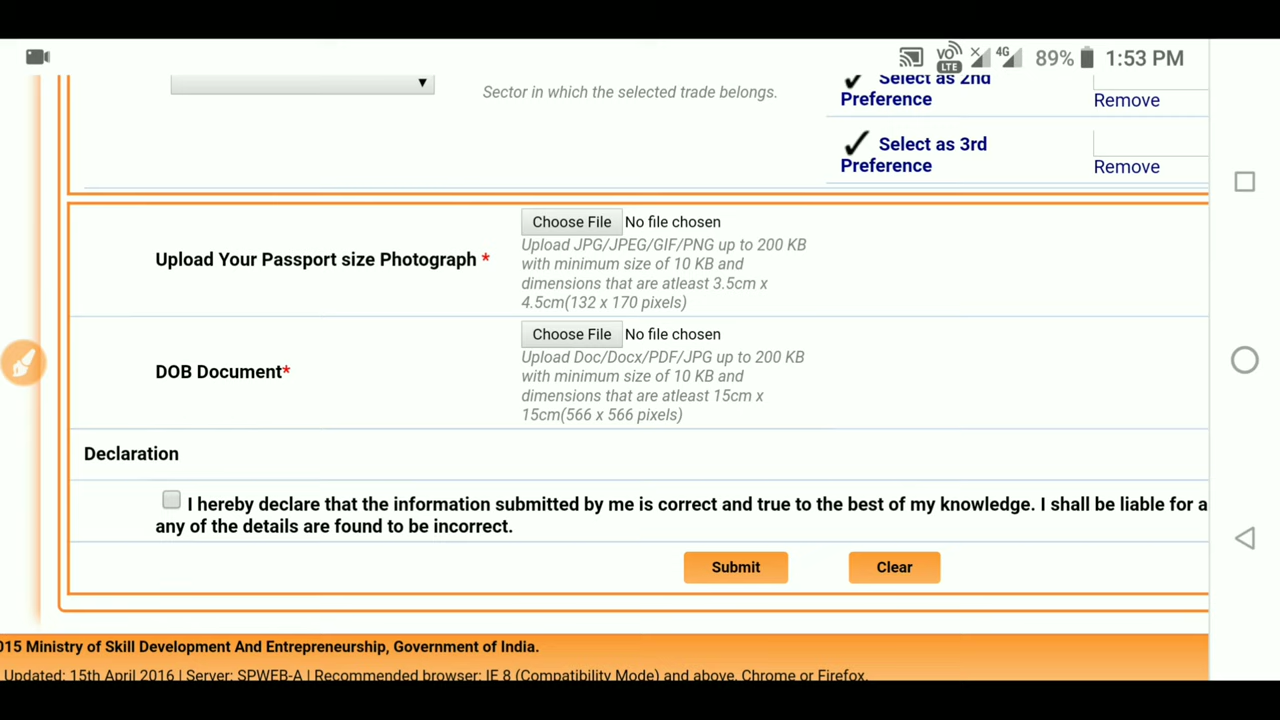 VO LTE 4G 89% 1:53 PM
Sector in which the selected trade belongs.
Select as 2nd
Preference
Remove
Select as 3rd
Preference
Remove
Upload Your Passport size Photograph *
Choose File No file chosen
Upload JPG/JPEG/GIF/PNG up to 200 KB
with minimum size of 10 KB and
dimensions that are atleast 3.5cm x
4.5cm(132 x 170 pixels)
DOB Document*
Choose File No file chosen
Upload Doc/Docx/PDF/JPG up to 200 KB
with minimum size of 10 KB and
dimensions that are atleast 15cm x
15cm(566 x 566 pixels)
Declaration
I hereby declare that the information submitted by me is correct and true to the best of my knowledge. I shall be liable for a
any of the details are found to be incorrect.
Submit Clear
015 Ministry of Skill Development And Entrepreneurship, Government of India.
Updated: 15th April 2016 | Server: SPWEB-A | Recommended browser: IE 8 (Compatibility Mode) and above, Chrome or Firefox.